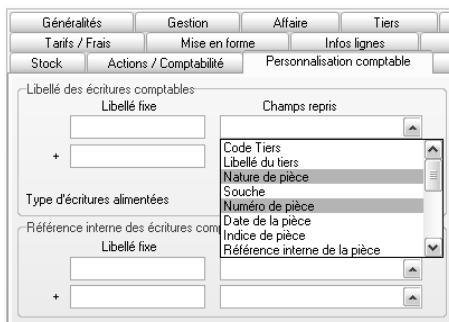 Généralités Gestion Affaire Tiers
Tarifs / Frais Mise en forme Infos lignes
Stock Actions / Comptabilité Personnalisation comptable
Libellé des écritures comptables
Libellé fixe Champs repris
+
Code Tiers
Libellé du tiers
Nature de pièce
Souche
Numéro de pièce
Date de la pièce
Indice de pièce
Référence interne de la pièce
Type d'écritures alimentées
Référence interne des écritures com
Libellé fixe
+